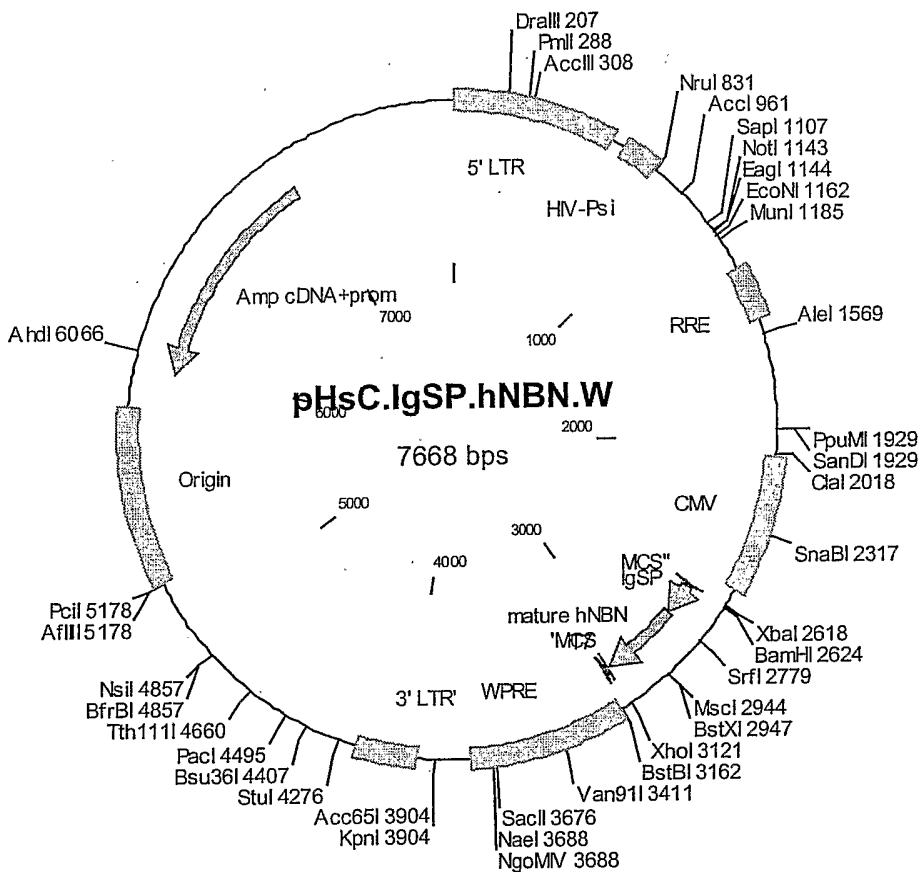 DraIII 207
PmlI 288
AccIII 308
NruI 831
AccI 961
SapI 1107
NotI 1143
EagI 1144
EcoNI 1162
MunI 1185
5' LTR
HIV-Psi
Amp cDNA+prom
7000
1000
RRE
AleI 1569
AhdI 6066
pHsC.IgSP.hNBN.W
6000
2000
7668 bps
PpuMI 1929
SanDI 1929
ClaI 2018
Origin
5000
CMV
3000
SnaBI 2317
4000
MCS"
IgSP
mature hNBN
'MCS
PciI 5178
AflIII 5178
XbaI 2618
BamHI 2624
SrfI 2779
NsiI 4857
BfrBI 4857
Tth111I 4660
3' LTR'
WPRE
MscI 2944
BstXI 2947
PacI 4495
Bsu36I 4407
StuI 4276
XhoI 3121
BstBI 3162
Van91I 3411
Acc65I 3904
KpnI 3904
SacII 3676
NaeI 3688
NgoMIV 3688